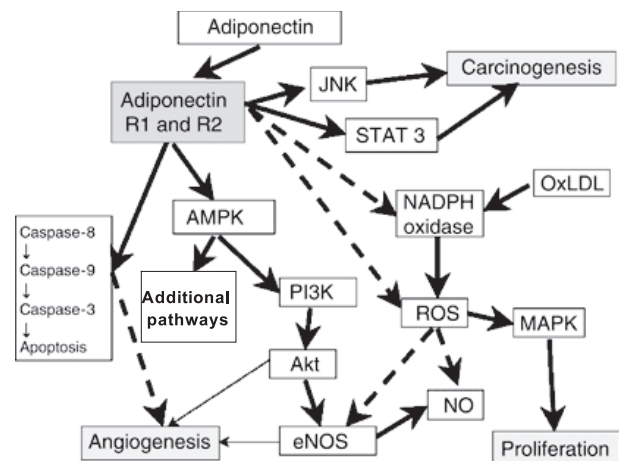 Adiponectin
Adiponectin
R1 and R2
JNK
Carcinogenesis
STAT 3
OxLDL
NADPH
oxidase
AMPK
Caspase-8
↓
Caspase-9
↓
Caspase-3
↓
Apoptosis
Additional
pathways
PI3K
ROS
MAPK
Akt
NO
Angiogenesis
eNOS
Proliferation